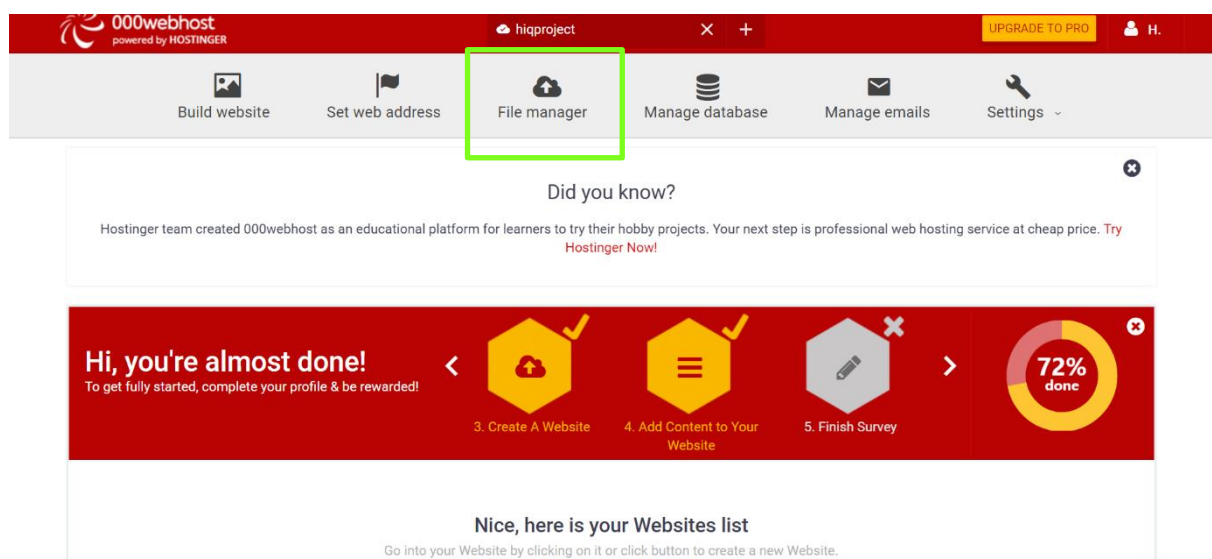 000webhost
powered by HOSTINGER
hiqproject
UPGRADE TO PRO
H.
Build website
Set web address
File manager
Manage database
Manage emails
Settings
Did you know?
Hostinger team created 000webhost as an educational platform for learners to try their hobby projects. Your next step is professional web hosting service at cheap price. Try
Hostinger Now!
Hi, you're almost done!
To get fully started, complete your profile & be rewarded!
3. Create A Website
4. Add Content to Your
Website
5. Finish Survey
72%
done
Nice, here is your Websites list
Go into your Website by clicking on it or click button to create a new Website.